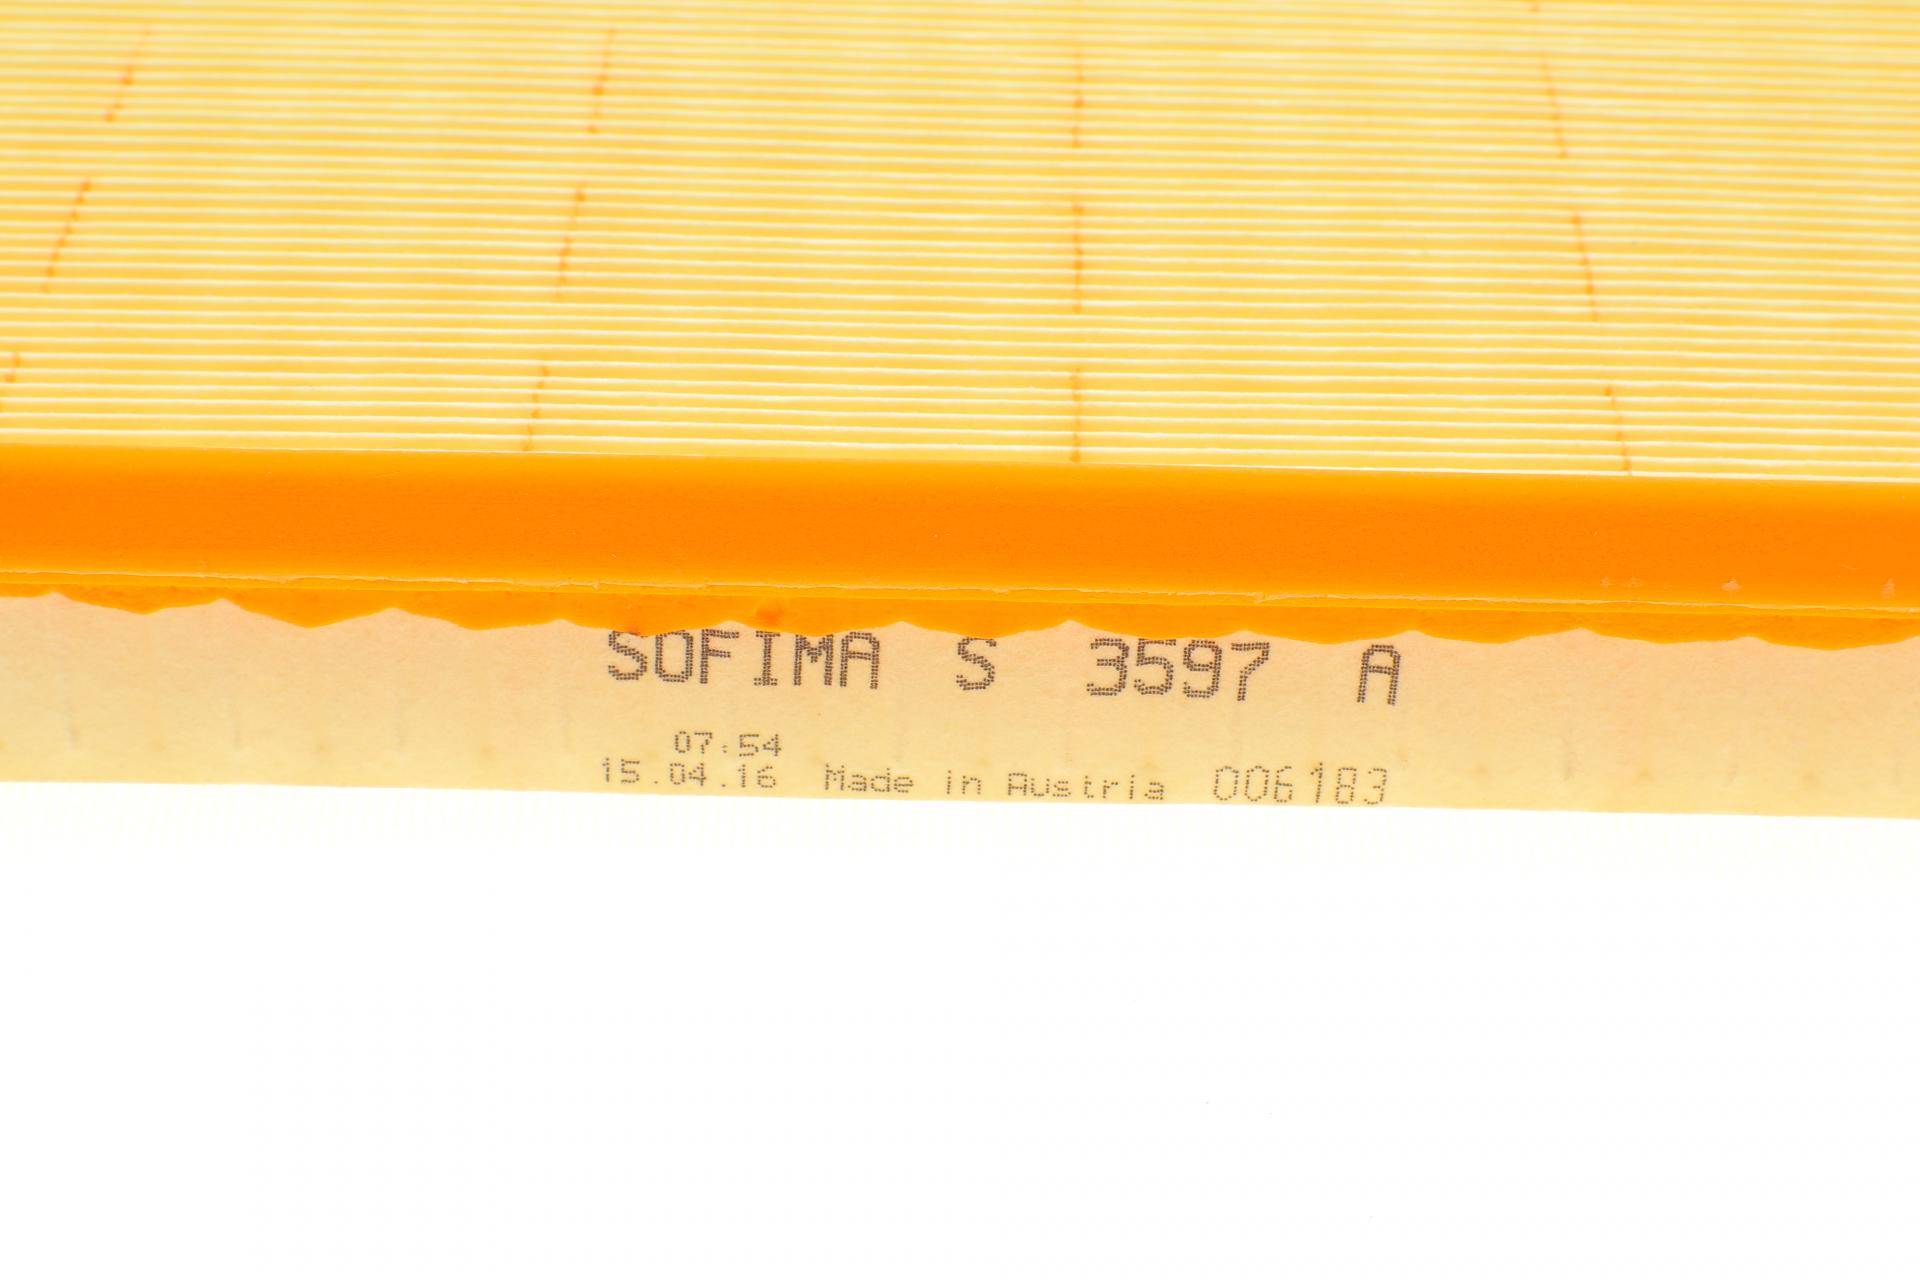 SOFIMA S 3597 A
07:54
15.04.16 Made in Austria 006183